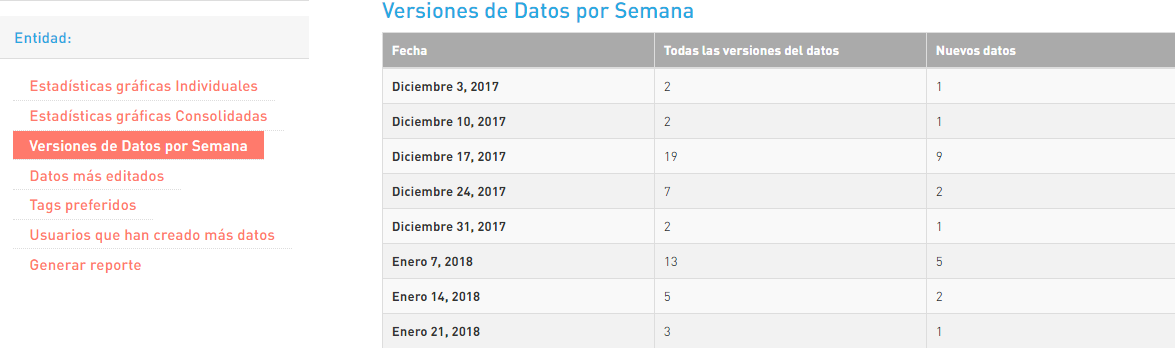 Versiones de Datos por Semana
Entidad:
Estadísticas gráficas Individuales
Estadísticas gráficas Consolidadas
Versiones de Datos por Semana
Datos más editados
Tags preferidos
Usuarios que han creado más datos
Generar reporte
Fecha Todas las versiones del datos Nuevos datos
Diciembre 3, 2017 2 1
Diciembre 10, 2017 2 1
Diciembre 17, 2017 19 9
Diciembre 24, 2017 7 2
Diciembre 31, 2017 2 1
Enero 7, 2018 13 5
Enero 14, 2018 5 2
Enero 21, 2018 3 1